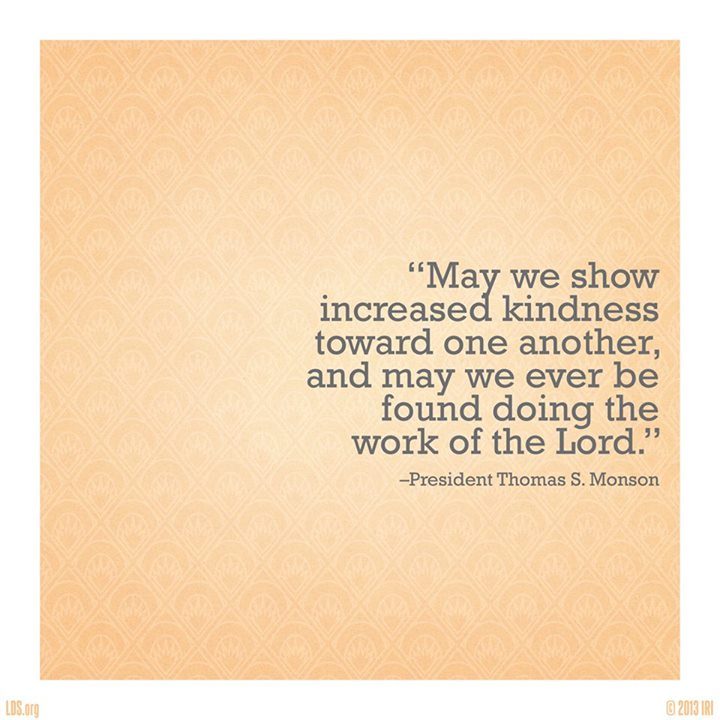 “May we show
increased kindness
toward one another,
and may we ever be
found doing the
work of the Lord.”
–President Thomas S. Monson
LDS.org
© 2013 IRI